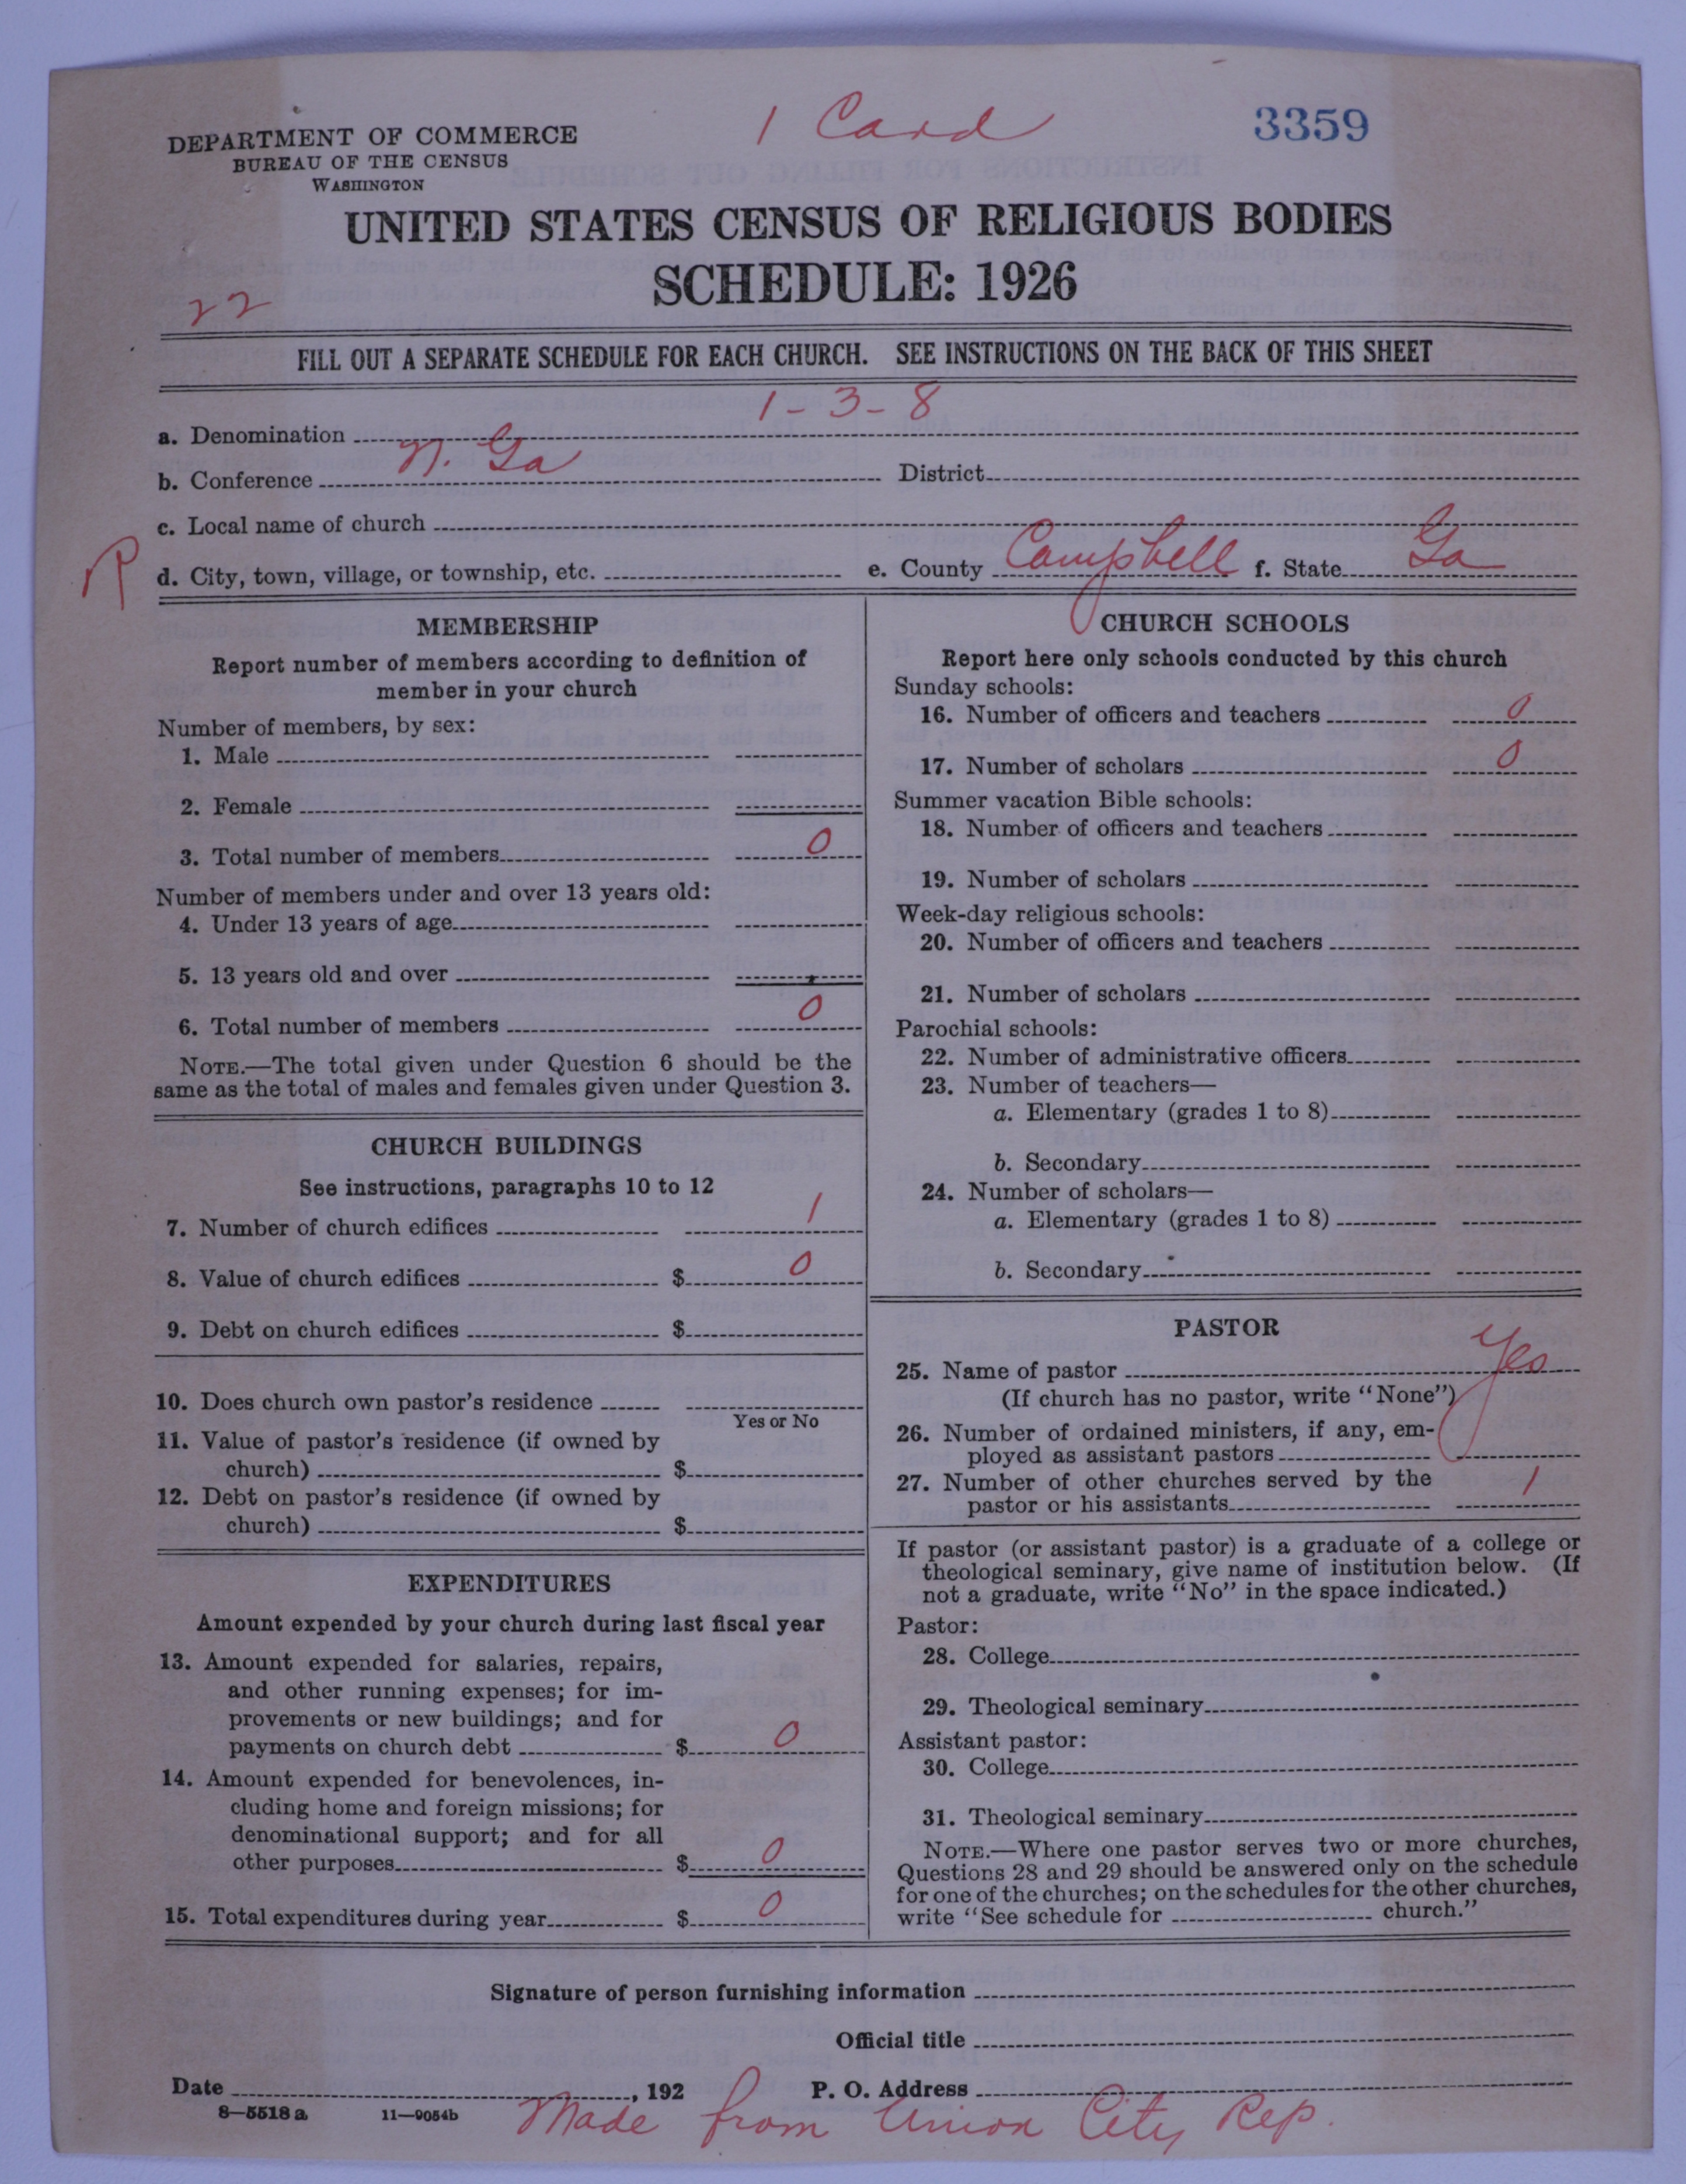 1 Card
3359
DEPARTMENT OF COMMERCE
BUREAU OF THE CENSUS
WASHINGTON
UNITED STATES CENSUS OF RELIGIOUS BODIES
SCHEDULE: 1926
22
FILL OUT A SEPARATE SCHEDULE FOR EACH CHURCH. SEE INSTRUCTIONS ON THE BACK OF THIS SHEET
a. Denomination 1-3-8
b. Conference N. Ga District
c. Local name of church
R d. City, town, village, or township, etc. e. County Campbell f. State Ga
MEMBERSHIP
Report number of members according to definition of
member in your church
Number of members, by sex:
1. Male
2. Female
3. Total number of members 0
Number of members under and over 13 years old:
4. Under 13 years of age
5. 13 years old and over
6. Total number of members 0
NOTE.—The total given under Question 6 should be the
same as the total of males and females given under Question 3.
CHURCH BUILDINGS
See instructions, paragraphs 10 to 12
7. Number of church edifices 1
8. Value of church edifices $ 0
9. Debt on church edifices $
10. Does church own pastor's residence
Yes or No
11. Value of pastor's residence (if owned by
church) $
12. Debt on pastor's residence (if owned by
church) $
EXPENDITURES
Amount expended by your church during last fiscal year
13. Amount expended for salaries, repairs,
and other running expenses; for im-
provements or new buildings; and for
payments on church debt $ 0
14. Amount expended for benevolences, in-
cluding home and foreign missions; for
denominational support; and for all
other purposes $ 0
15. Total expenditures during year $ 0
CHURCH SCHOOLS
Report here only schools conducted by this church
Sunday schools:
16. Number of officers and teachers 0
17. Number of scholars 0
Summer vacation Bible schools:
18. Number of officers and teachers
19. Number of scholars
Week-day religious schools:
20. Number of officers and teachers
21. Number of scholars
Parochial schools:
22. Number of administrative officers
23. Number of teachers—
a. Elementary (grades 1 to 8)
b. Secondary
24. Number of scholars—
a. Elementary (grades 1 to 8)
b. Secondary
PASTOR
25. Name of pastor Yes
(If church has no pastor, write "None")
26. Number of ordained ministers, if any, em-
ployed as assistant pastors
27. Number of other churches served by the
pastor or his assistants 1
If pastor (or assistant pastor) is a graduate of a college or
theological seminary, give name of institution below. (If
not a graduate, write "No" in the space indicated.)
Pastor:
28. College
29. Theological seminary
Assistant pastor:
30. College
31. Theological seminary
NOTE.—Where one pastor serves two or more churches,
Questions 28 and 29 should be answered only on the schedule
for one of the churches; on the schedules for the other churches,
write "See schedule for church."
Signature of person furnishing information
Official title
Date , 192 P. O. Address
8—5518 a 11—9054b
Made from Union City Rep.